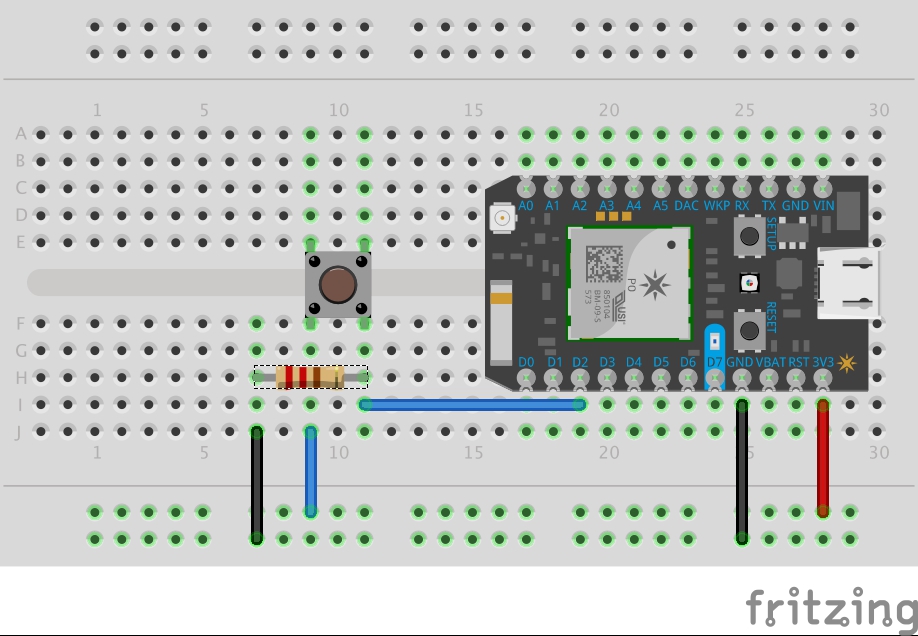 1 5 10 15 20 25 30
A
B
C
A0 A1 A2 A3 A4 A5 DAC WKP RX TX GND VIN
D
SETUP
E
P0
850104
BM-09-S
573
USI
RESET
F
G
D0 D1 D2 D3 D4 D5 D6 D7 GND VBAT RST 3V3
H
I
J
1 5 10 15 20 25 30
fritzing